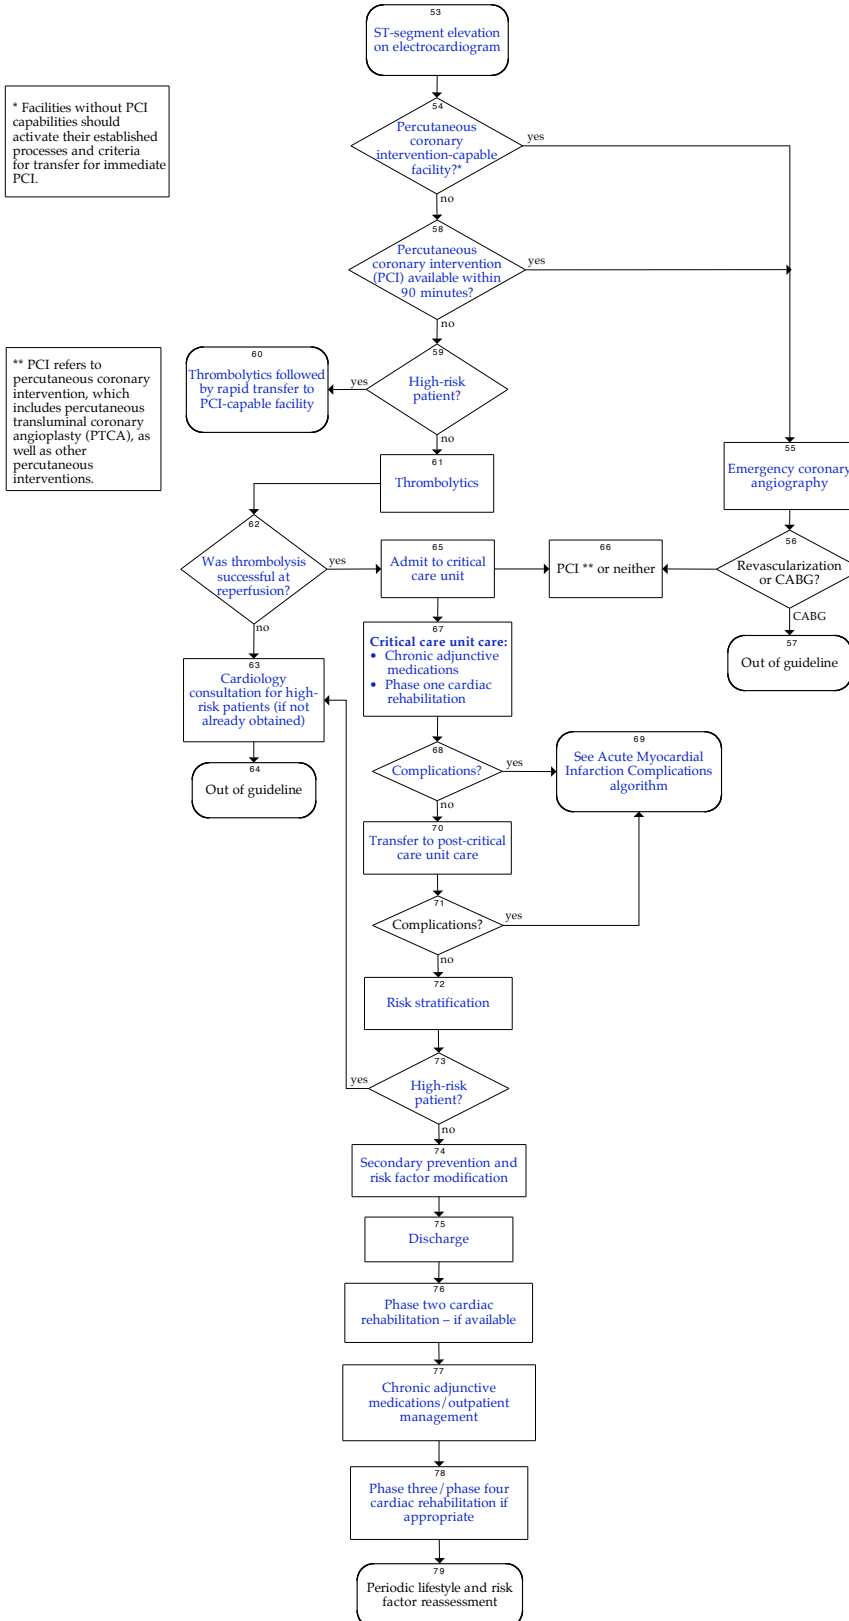 53
ST-segment elevation
on electrocardiogram
* Facilities without PCI
capabilities should
activate their established
processes and criteria
for transfer for immediate
PCI.
54
Percutaneous
coronary
intervention-capable
facility?*
yes
no
58
Percutaneous
coronary intervention
(PCI) available within
90 minutes?
yes
no
** PCI refers to
percutaneous coronary
intervention, which
includes percutaneous
transluminal coronary
angioplasty (PTCA), as
well as other
percutaneous
interventions.
60
Thrombolytics followed
by rapid transfer to
PCI-capable facility
yes
59
High-risk
patient?
no
61
Thrombolytics
55
Emergency coronary
angiography
62
Was thrombolysis
successful at
reperfusion?
yes
no
65
Admit to critical
care unit
66
PCI ** or neither
56
Revascularization
or CABG?
CABG
57
Out of guideline
67
Critical care unit care:
• Chronic adjunctive
medications
• Phase one cardiac
rehabilitation
63
Cardiology
consultation for high-
risk patients (if not
already obtained)
64
Out of guideline
68
Complications?
yes
no
69
See Acute Myocardial
Infarction Complications
algorithm
70
Transfer to post-critical
care unit care
71
Complications?
yes
no
72
Risk stratification
73
High-risk
patient?
yes
no
74
Secondary prevention and
risk factor modification
75
Discharge
76
Phase two cardiac
rehabilitation – if available
77
Chronic adjunctive
medications/outpatient
management
78
Phase three/phase four
cardiac rehabilitation if
appropriate
79
Periodic lifestyle and risk
factor reassessment